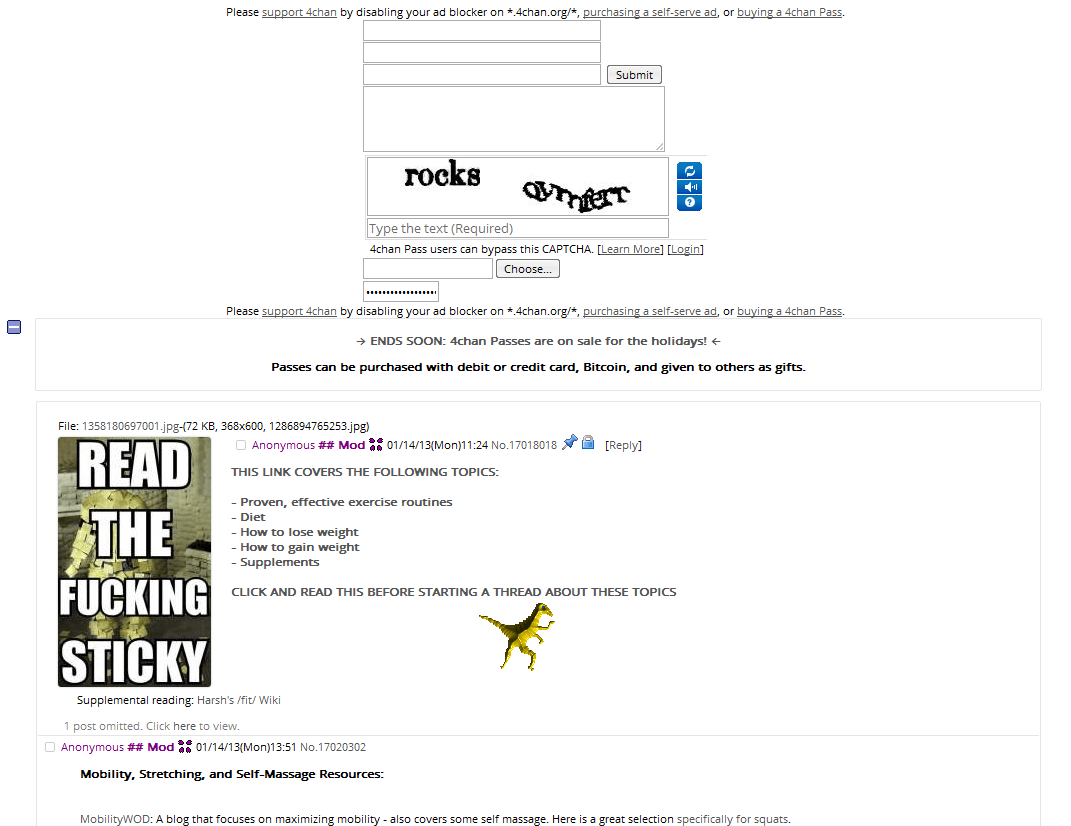 Please support 4chan by disabling your ad blocker on *.4chan.org/*, purchasing a self-serve ad, or buying a 4chan Pass.
Submit
rocks
Type the text (Required)
4chan Pass users can bypass this CAPTCHA. [Learn More] [Login]
Choose...
Please support 4chan by disabling your ad blocker on *.4chan.org/*, purchasing a self-serve ad, or buying a 4chan Pass.
→ ENDS SOON: 4chan Passes are on sale for the holidays! ←
Passes can be purchased with debit or credit card, Bitcoin, and given to others as gifts.
File: 1358180697001.jpg-(72 KB, 368x600, 1286894765253.jpg)
READ
THE
FUCKING
STICKY
Anonymous ## Mod 01/14/13(Mon)11:24 No.17018018 [Reply]
THIS LINK COVERS THE FOLLOWING TOPICS:
- Proven, effective exercise routines
- Diet
- How to lose weight
- How to gain weight
- Supplements
CLICK AND READ THIS BEFORE STARTING A THREAD ABOUT THESE TOPICS
Supplemental reading: Harsh's /fit/ Wiki
1 post omitted. Click here to view.
Anonymous ## Mod 01/14/13(Mon)13:51 No.17020302
Mobility, Stretching, and Self-Massage Resources:
MobilityWOD: A blog that focuses on maximizing mobility - also covers some self massage. Here is a great selection specifically for squats.